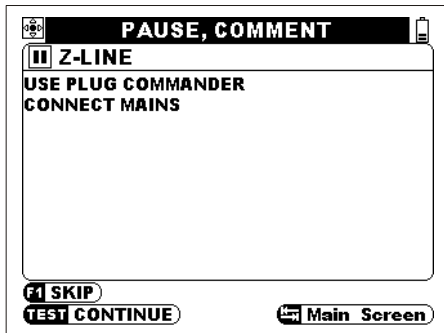 PAUSE, COMMENT
Z-LINE
USE PLUG COMMANDER
CONNECT MAINS
F1 SKIP
TEST CONTINUE
Main Screen